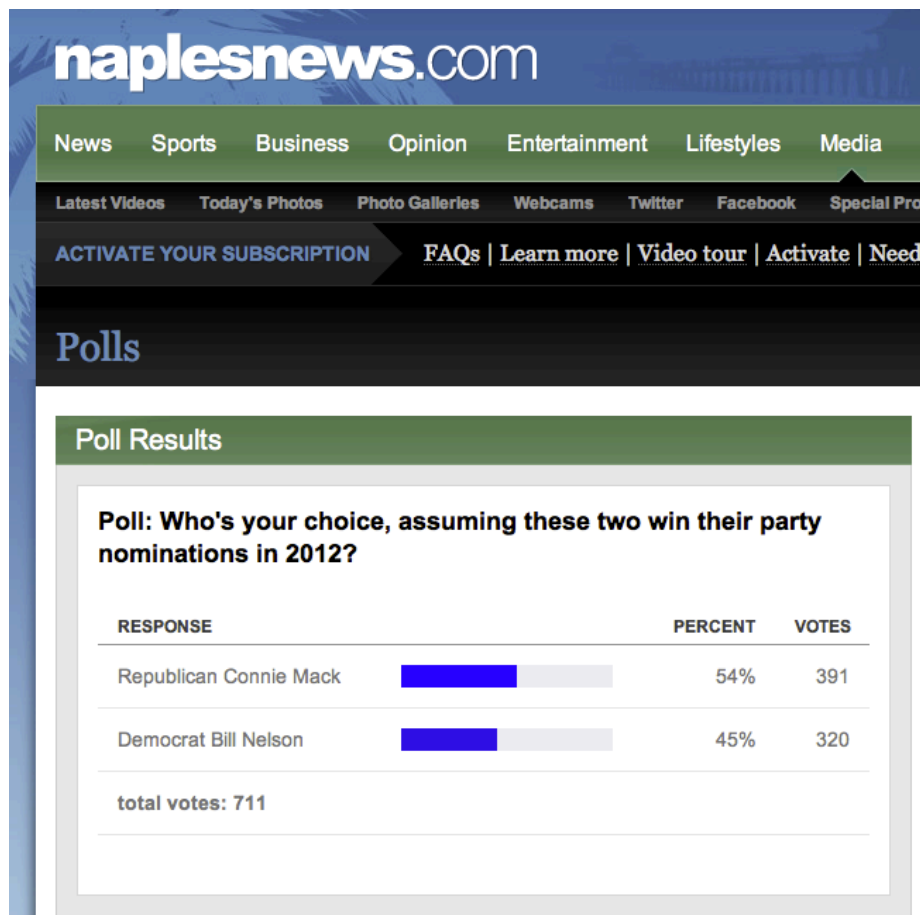 naplesnews.com
News Sports Business Opinion Entertainment Lifestyles Media
Latest Videos Today's Photos Photo Galleries Webcams Twitter Facebook Special Pro
ACTIVATE YOUR SUBSCRIPTION FAQs | Learn more | Video tour | Activate | Need
Polls
Poll Results
Poll: Who's your choice, assuming these two win their party
nominations in 2012?
RESPONSE PERCENT VOTES
Republican Connie Mack 54% 391
Democrat Bill Nelson 45% 320
total votes: 711